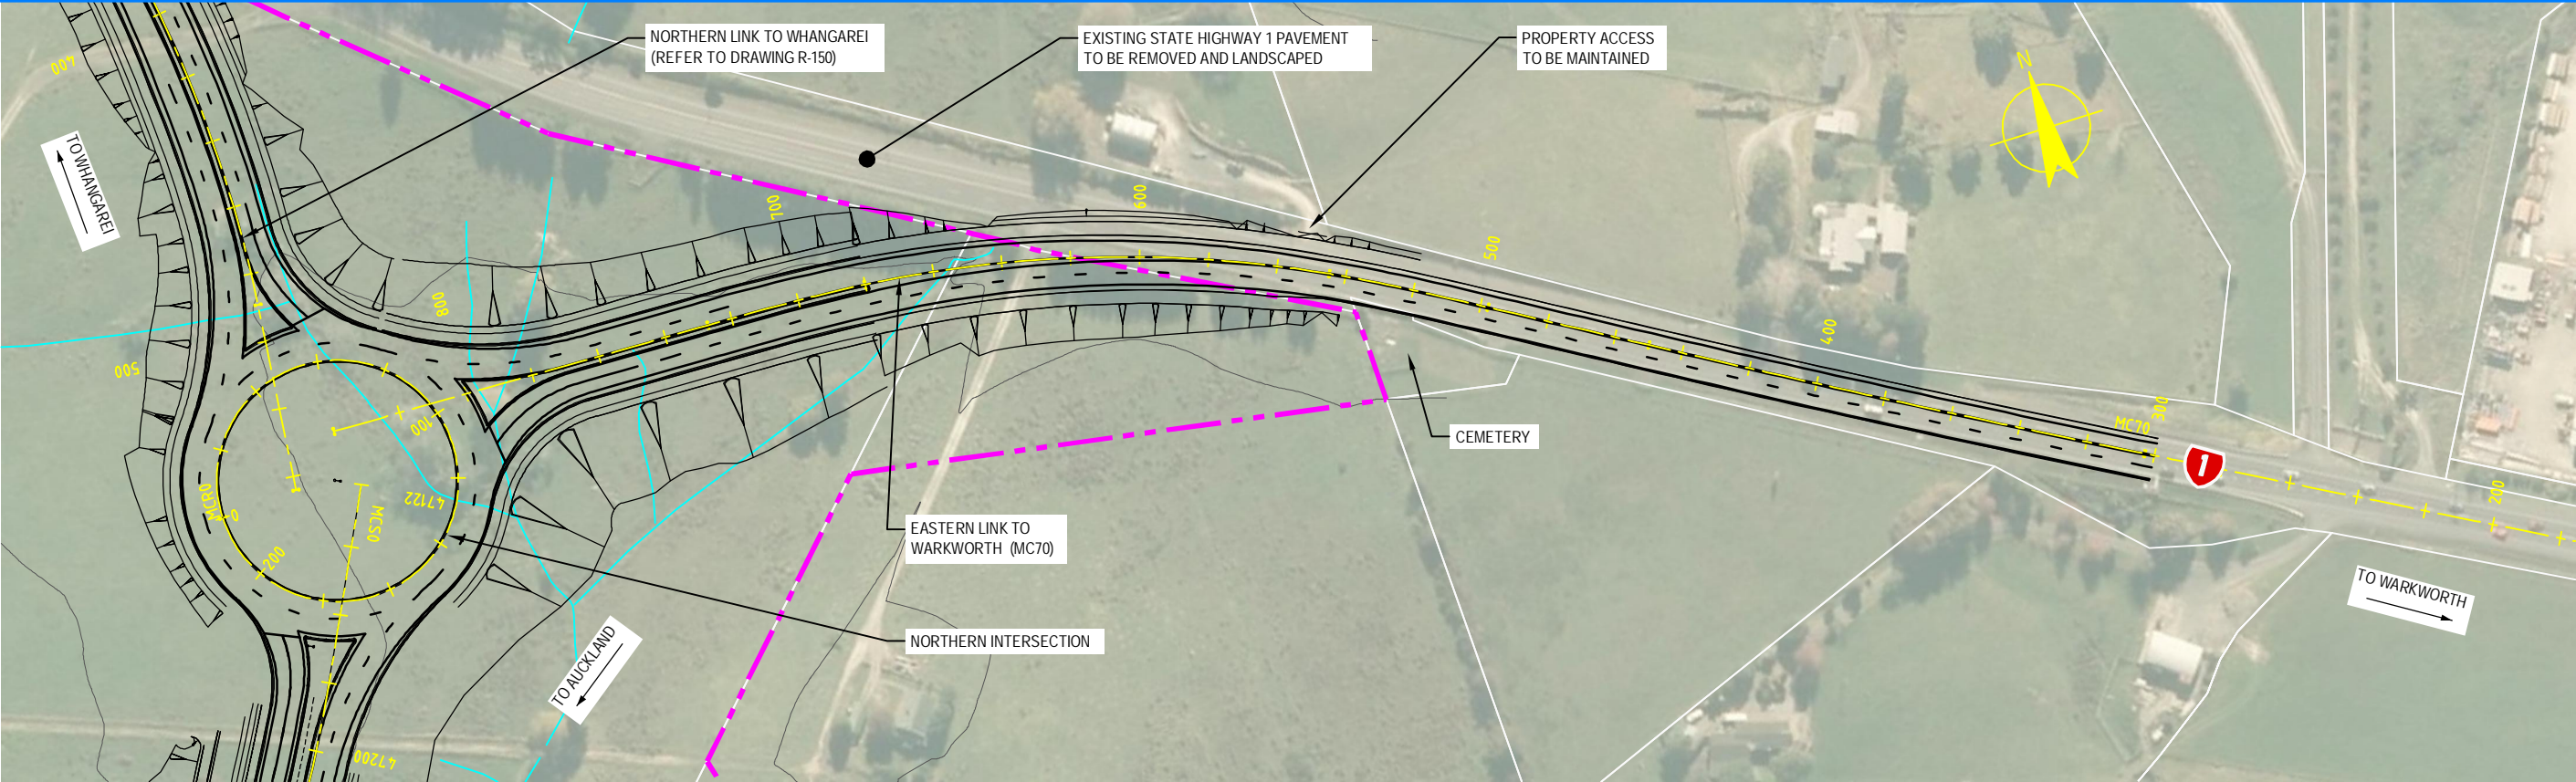 NORTHERN LINK TO WHANGAREI
(REFER TO DRAWING R-150)
EXISTING STATE HIGHWAY 1 PAVEMENT
TO BE REMOVED AND LANDSCAPED
PROPERTY ACCESS
TO BE MAINTAINED
N
400
TO WHANGAREI
700
600
500
800
400
500
100
MC70
300
1
CEMETERY
200
MCR0
0
47122
MC50
200
EASTERN LINK TO
WARKWORTH (MC70)
NORTHERN INTERSECTION
TO AUCKLAND
TO WARKWORTH
47200